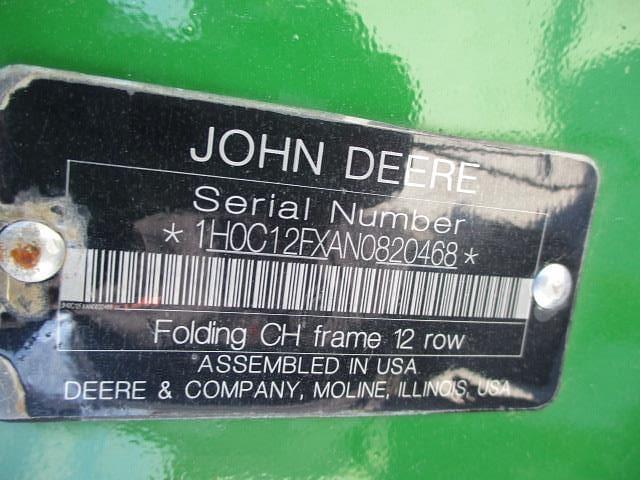 JOHN DEERE
Serial Number
* 1H0C12FXAN0820468 *
Folding CH frame 12 row
ASSEMBLED IN USA
DEERE & COMPANY, MOLINE, ILLINOIS, USA